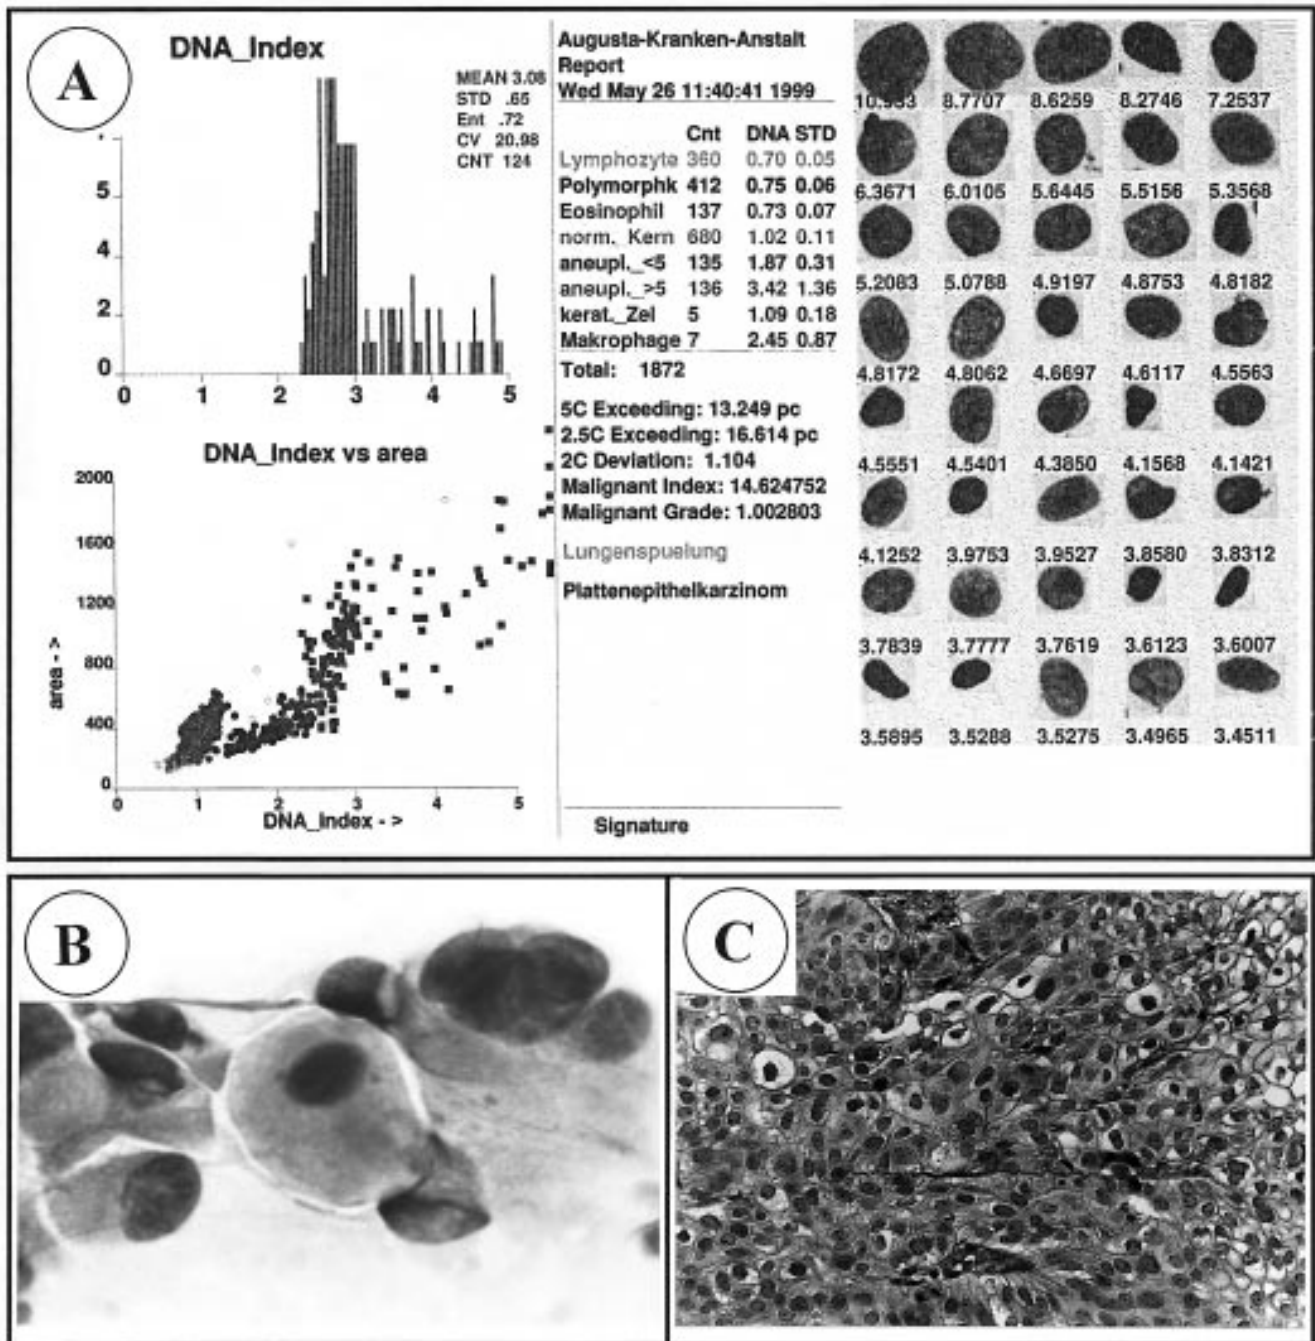 A
DNA_Index
MEAN 3.08
STD .65
Ent .72
CV 20.98
CNT 124
5
4
2
0
0 1 2 3 4 5
DNA_Index vs area
2000
1600
1200
800
400
0
0 1 2 3 4 5
area - >
DNA_Index - >
Augusta-Kranken-Anstalt
Report
Wed May 26 11:40:41 1999
Cnt DNA STD
Lymphozyte 360 0.70 0.05
Polymorphk 412 0.75 0.06
Eosinophil 137 0.73 0.07
norm._Kern 680 1.02 0.11
aneupl._<5 135 1.87 0.31
aneupl._>5 136 3.42 1.36
kerat._Zel 5 1.09 0.18
Makrophage 7 2.45 0.87
Total: 1872
5C Exceeding: 13.249 pc
2.5C Exceeding: 16.614 pc
2C Deviation: 1.104
Malignant Index: 14.624752
Malignant Grade: 1.002803
Lungenspuelung
Plattenepithelkarzinom
Signature
8.7707 8.6259 8.2746 7.2537
6.3671 6.0105 5.6445 5.5156 5.3568
5.2083 5.0788 4.9197 4.8753 4.8182
4.8172 4.8062 4.6697 4.6117 4.5563
4.5551 4.5401 4.3850 4.1568 4.1421
4.1252 3.9753 3.9527 3.8580 3.8312
3.7839 3.7777 3.7619 3.6123 3.6007
3.5895 3.5288 3.5275 3.4965 3.4511
B
C